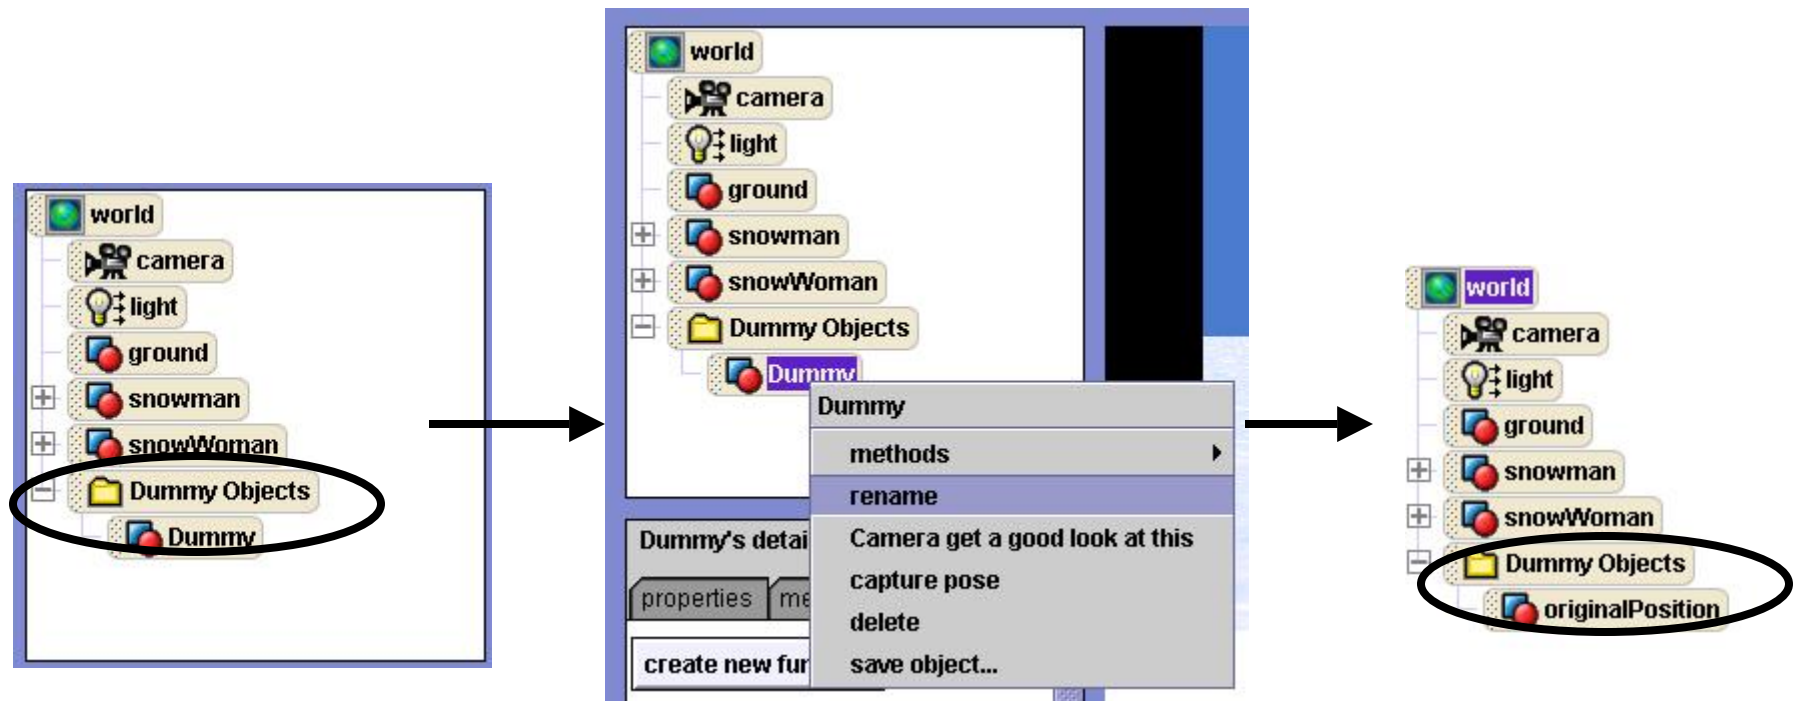 world
camera
light
ground
snowman
snowWoman
Dummy Objects
Dummy
world
camera
light
ground
snowman
snowWoman
Dummy Objects
Dummy
Dummy
methods
rename
Camera get a good look at this
capture pose
delete
save object...
Dummy's detai
properties me
create new fur
world
camera
light
ground
snowman
snowWoman
Dummy Objects
originalPosition